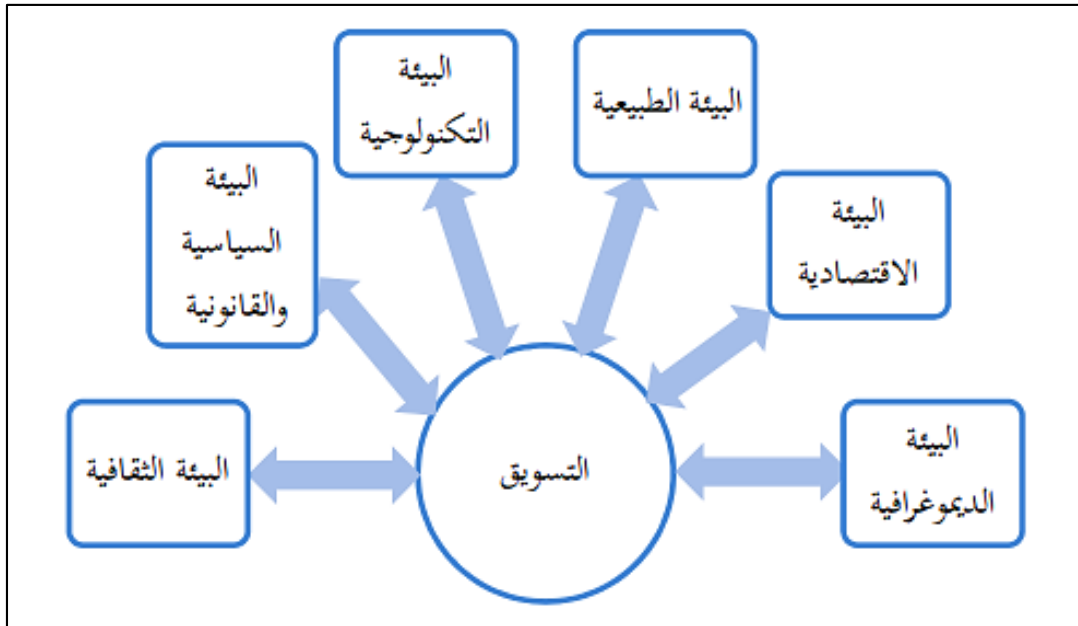 البيئة الطبيعية
البيئة
التكنولوجية
البيئة
الاقتصادية
البيئة
السياسية
والقانونية
البيئة
الديموغرافية
التسويق
البيئة الثقافية